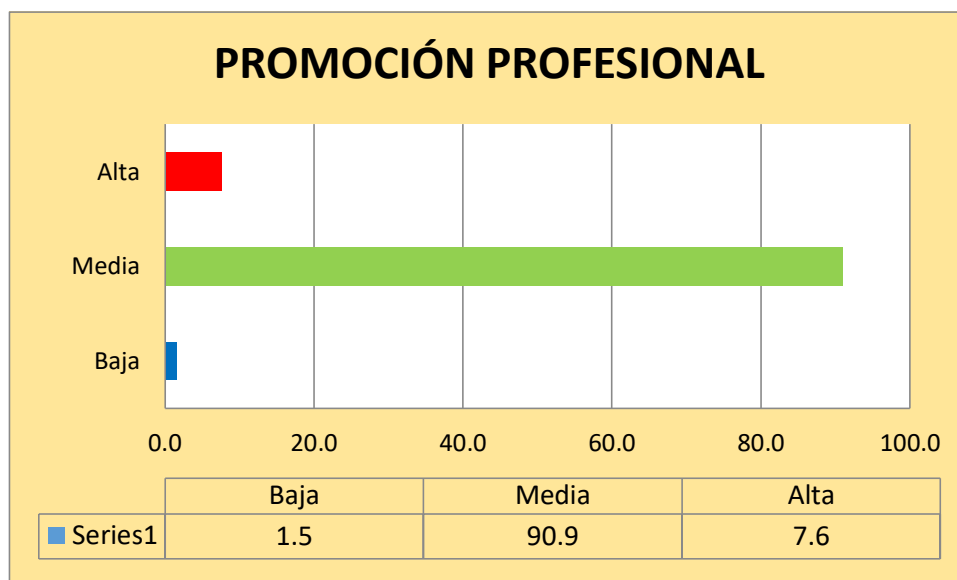 PROMOCIÓN PROFESIONAL
Alta
Media
Baja
0.0 20.0 40.0 60.0 80.0 100.0
Baja Media Alta
Series1 1.5 90.9 7.6